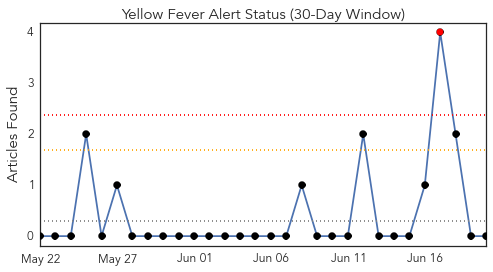 Yellow Fever Alert Status (30-Day Window)
Articles Found
4
3
2
1
0
May 22 May 27 Jun 01 Jun 06 Jun 11 Jun 16